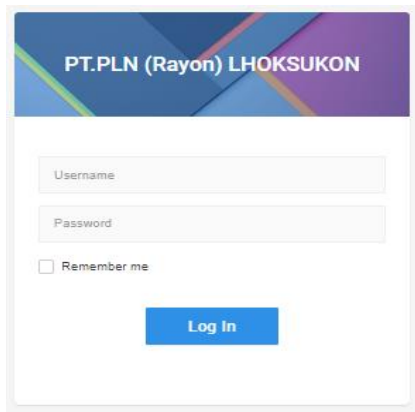 PT.PLN (Rayon) LHOKSUKON
Username
Password
Remember me
Log In